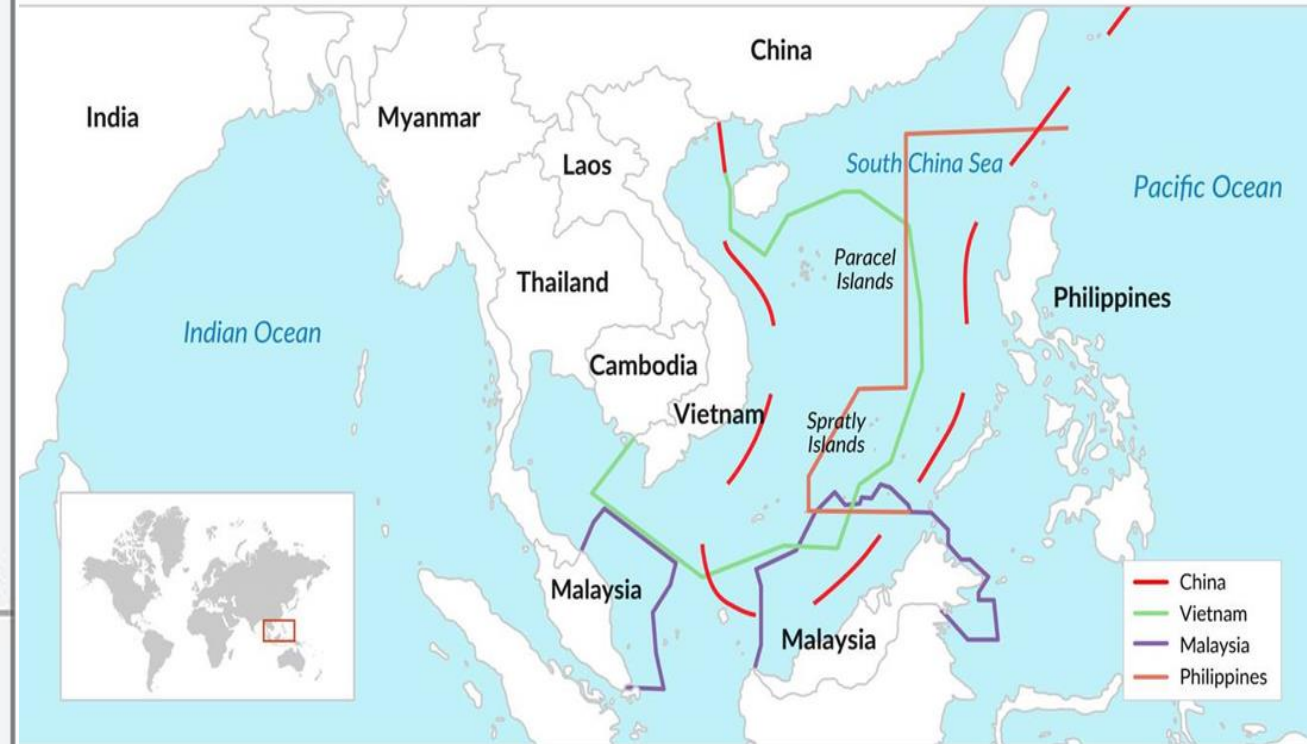 China
India
Myanmar
Laos
South China Sea
Pacific Ocean
Paracel
Islands
Thailand
Philippines
Indian Ocean
Cambodia
Vietnam
Spratly
Islands
Malaysia
Malaysia
China
Vietnam
Malaysia
Philippines